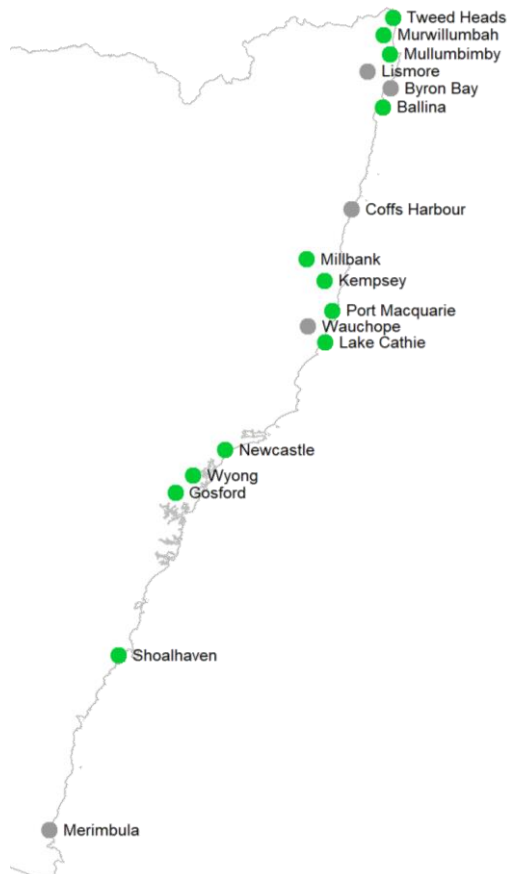 Tweed Heads
Murwillumbah
Mullumbimby
Lismore
Byron Bay
Ballina
Coffs Harbour
Millbank
Kempsey
Port Macquarie
Wauchope
Lake Cathie
Newcastle
Wyong
Gosford
Shoalhaven
Merimbula